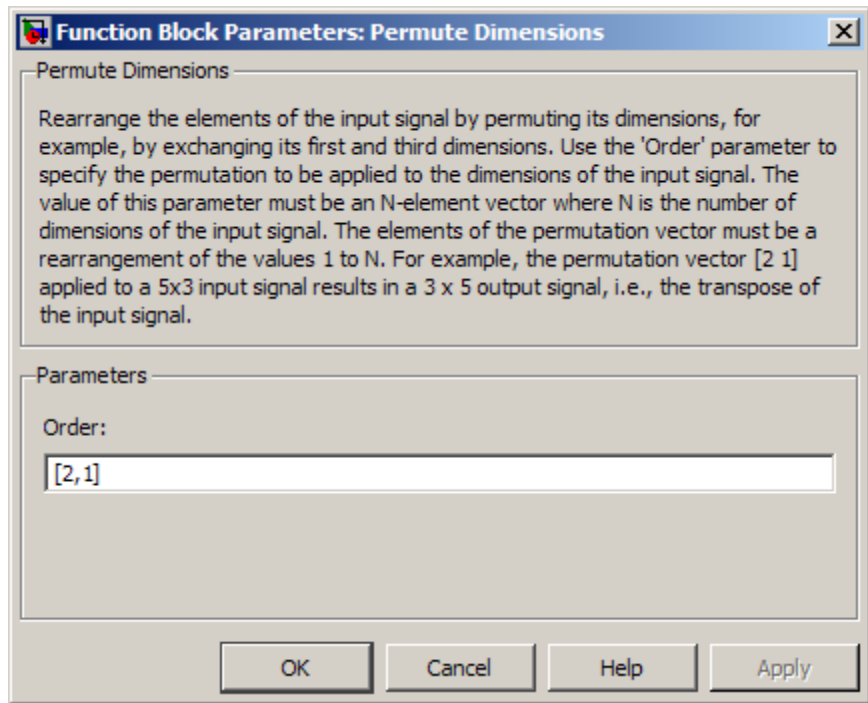 Function Block Parameters: Permute Dimensions
Permute Dimensions
Rearrange the elements of the input signal by permuting its dimensions, for
example, by exchanging its first and third dimensions. Use the 'Order' parameter to
specify the permutation to be applied to the dimensions of the input signal. The
value of this parameter must be an N-element vector where N is the number of
dimensions of the input signal. The elements of the permutation vector must be a
rearrangement of the values 1 to N. For example, the permutation vector [2 1]
applied to a 5x3 input signal results in a 3 x 5 output signal, i.e., the transpose of
the input signal.
Parameters
Order:
[2,1]
OK Cancel Help Apply